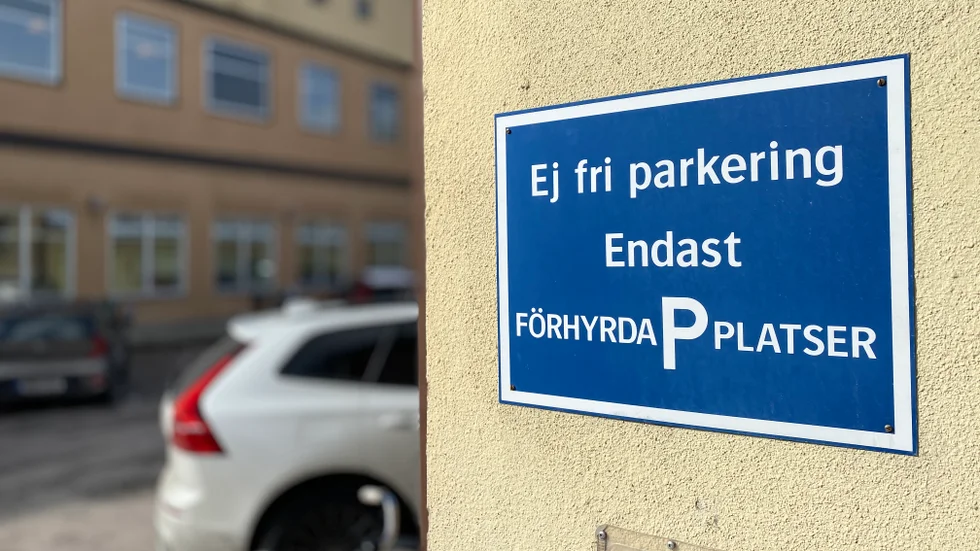 Ej fri parkering
Endast
FÖRHYRDA P PLATSER